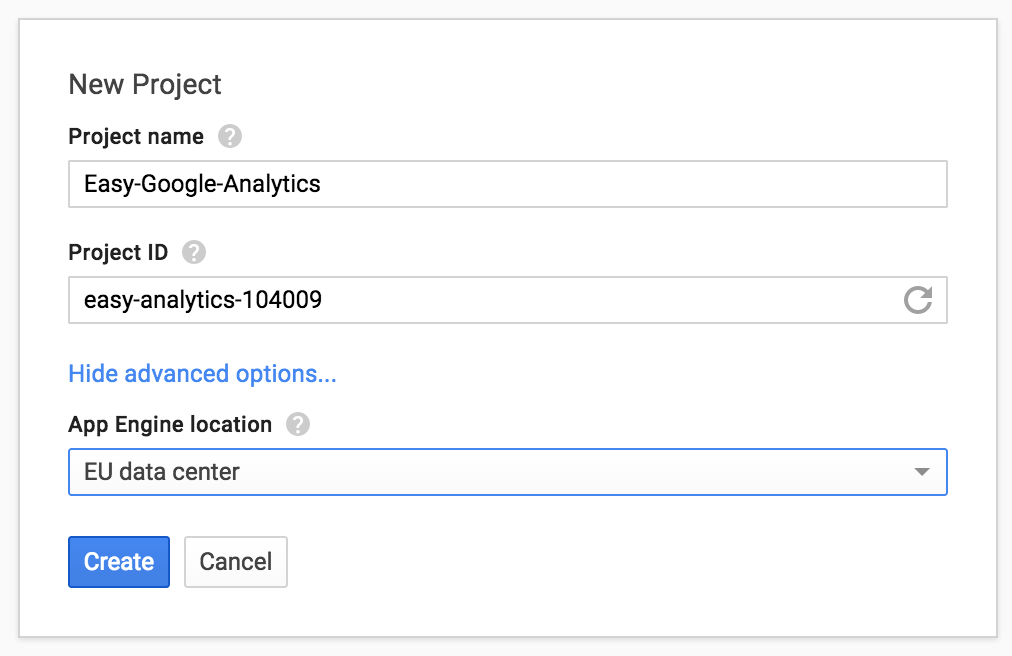 New Project
Project name ?
Easy-Google-Analytics
Project ID ?
easy-analytics-104009
Hide advanced options...
App Engine location ?
EU data center
Create Cancel